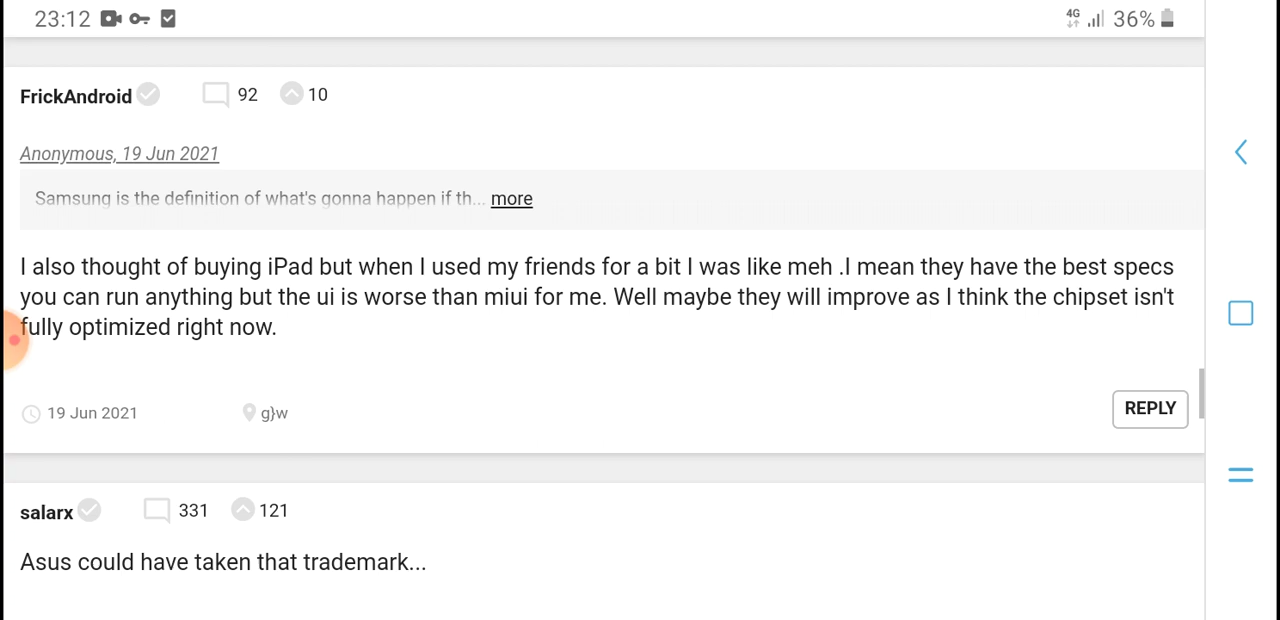 23:12
4G 36%
FrickAndroid 92 10
Anonymous, 19 Jun 2021
Samsung is the definition of what's gonna happen if th... more
I also thought of buying iPad but when I used my friends for a bit I was like meh .I mean they have the best specs
you can run anything but the ui is worse than miui for me. Well maybe they will improve as I think the chipset isn't
fully optimized right now.
19 Jun 2021 g}w
REPLY
salarx 331 121
Asus could have taken that trademark...